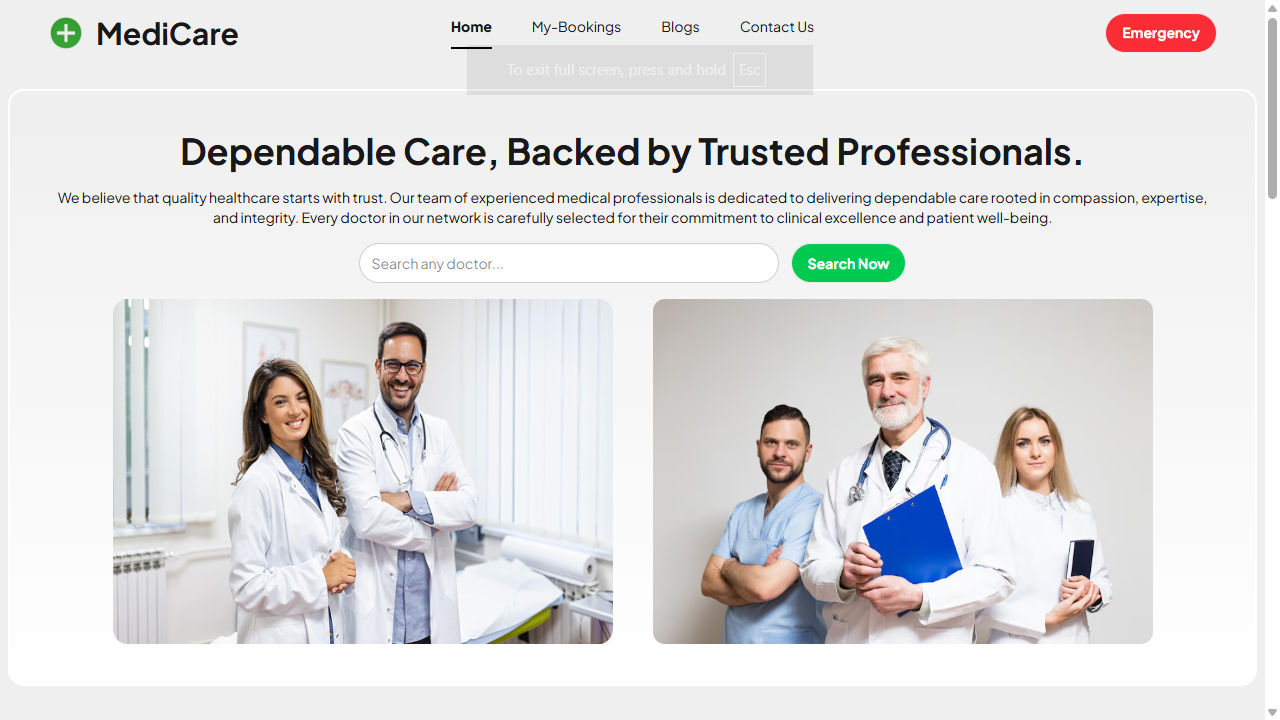 MediCare
Home
My-Bookings
Blogs
Contact Us
Emergency
To exit full screen, press and hold Esc
Dependable Care, Backed by Trusted Professionals.
We believe that quality healthcare starts with trust. Our team of experienced medical professionals is dedicated to delivering dependable care rooted in compassion, expertise,
and integrity. Every doctor in our network is carefully selected for their commitment to clinical excellence and patient well-being.
Search any doctor...
Search Now